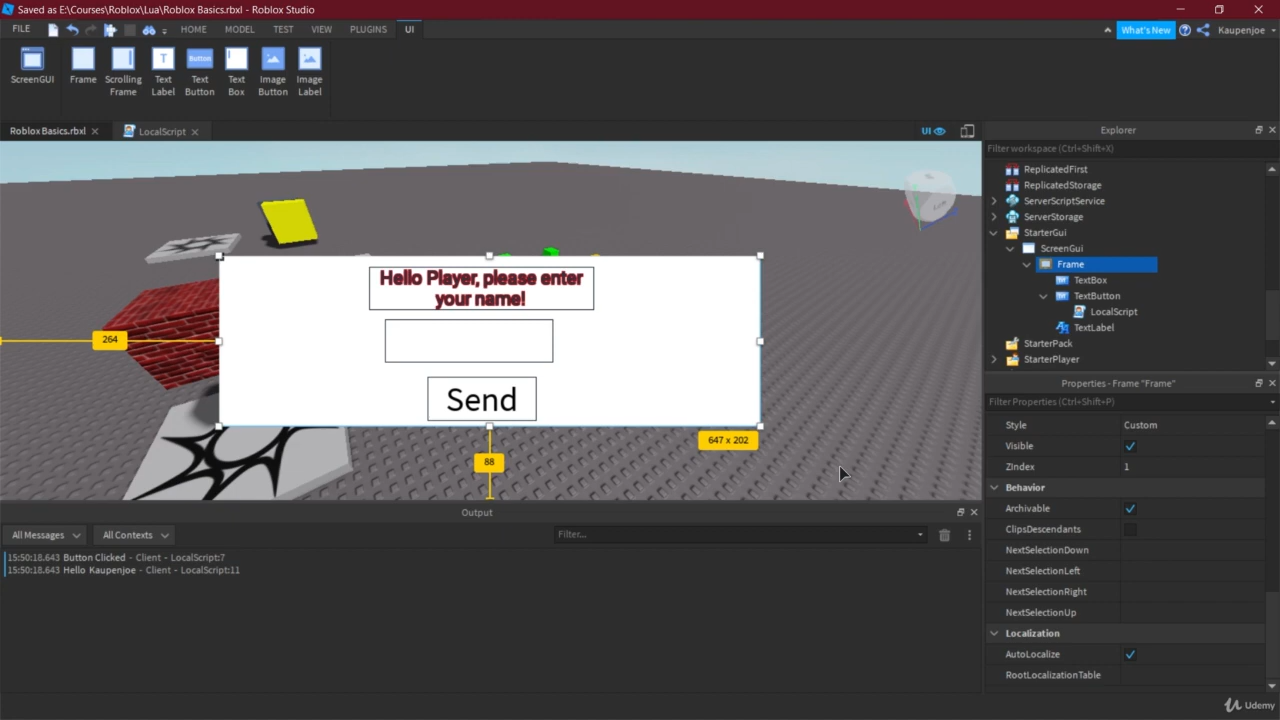 Saved as E:\Courses\Roblox\Lua\Roblox Basics.rbxl - Roblox Studio
FILE HOME MODEL TEST VIEW PLUGINS UI What's New Kaupenjoe
ScreenGUI Frame Scrolling Frame Text Label Text Button Text Box Image Button Image Label
T Button
Roblox Basics.rbxl LocalScript UI
Explorer
Filter workspace (Ctrl+Shift+X)
ReplicatedFirst
ReplicatedStorage
ServerScriptService
ServerStorage
StarterGui
ScreenGui
Frame
TextBox
TextButton
LocalScript
TextLabel
StarterPack
StarterPlayer
Hello Player, please enter
your name!
264
Send
647 x 202
88
Properties - Frame "Frame"
Filter Properties (Ctrl+Shift+P)
Style Custom
Visible
ZIndex 1
Behavior
Archivable
ClipsDescendants
NextSelectionDown
NextSelectionLeft
NextSelectionRight
NextSelectionUp
Localization
AutoLocalize
RootLocalizationTable
Output
All Messages All Contexts Filter...
15:50:18.643 Button Clicked - Client - LocalScript:7
15:50:18.643 Hello Kaupenjoe - Client - LocalScript:11
Udemy